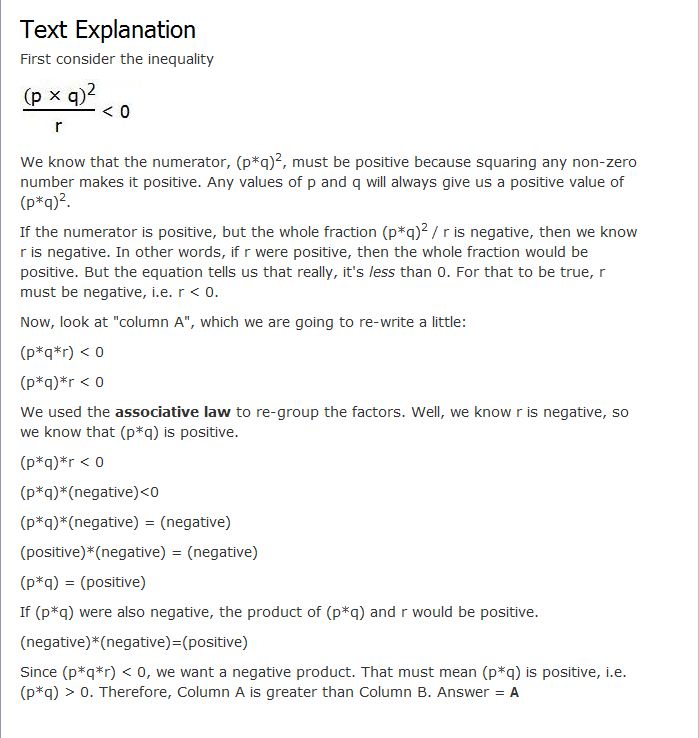 Text Explanation
First consider the inequality
(p × q)²
< 0
r
We know that the numerator, (p*q)², must be positive because squaring any non-zero
number makes it positive. Any values of p and q will always give us a positive value of
(p*q)².
If the numerator is positive, but the whole fraction (p*q)² / r is negative, then we know
r is negative. In other words, if r were positive, then the whole fraction would be
positive. But the equation tells us that really, it's less than 0. For that to be true, r
must be negative, i.e. r < 0.
Now, look at "column A", which we are going to re-write a little:
(p*q*r) < 0
(p*q)*r < 0
We used the associative law to re-group the factors. Well, we know r is negative, so
we know that (p*q) is positive.
(p*q)*r < 0
(p*q)*(negative)<0
(p*q)*(negative) = (negative)
(positive)*(negative) = (negative)
(p*q) = (positive)
If (p*q) were also negative, the product of (p*q) and r would be positive.
(negative)*(negative)=(positive)
Since (p*q*r) < 0, we want a negative product. That must mean (p*q) is positive, i.e.
(p*q) > 0. Therefore, Column A is greater than Column B. Answer = A